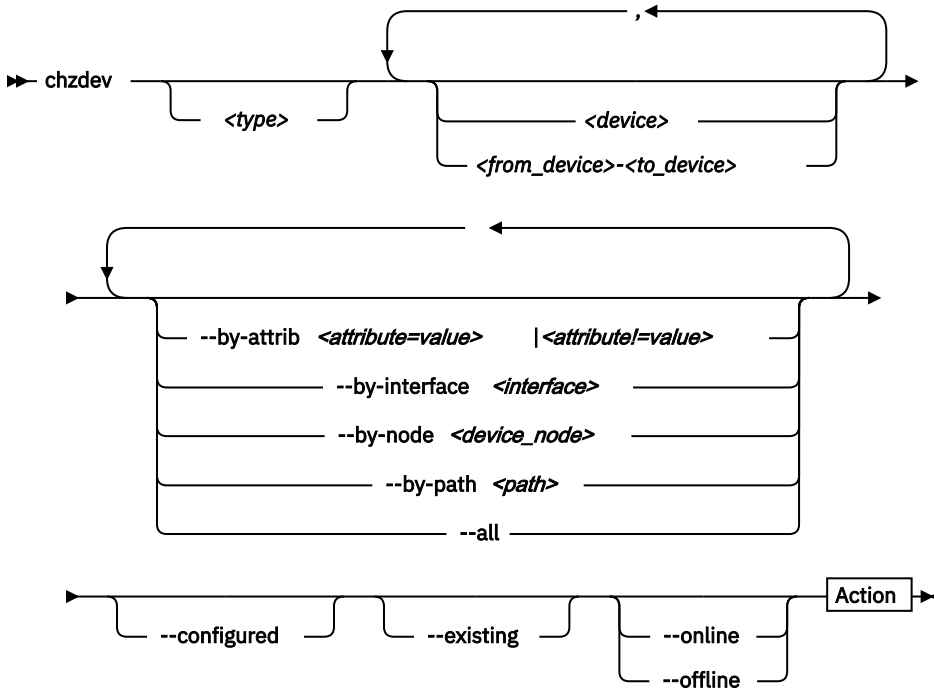 ,
chzdev
<type>
<device>
<from_device>-<to_device>
--by-attrib <attribute=value> |<attribute!=value>
--by-interface <interface>
--by-node <device_node>
--by-path <path>
--all
Action
--configured --existing --online
--offline